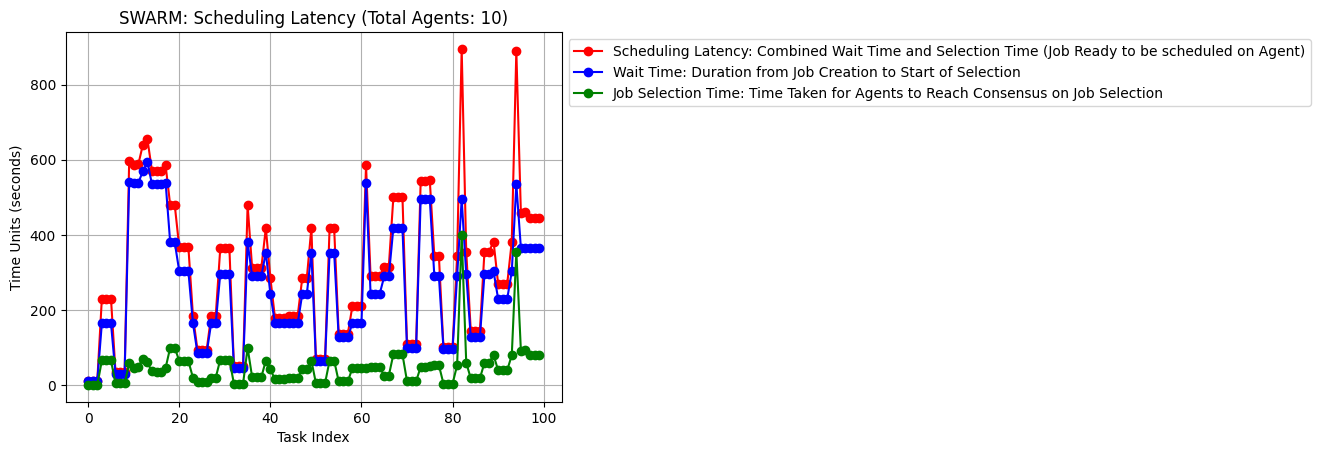 SWARM: Scheduling Latency (Total Agents: 10)
Scheduling Latency: Combined Wait Time and Selection Time (Job Ready to be scheduled on Agent)
Wait Time: Duration from Job Creation to Start of Selection
Job Selection Time: Time Taken for Agents to Reach Consensus on Job Selection
Time Units (seconds)
800
600
400
200
0
0 20 40 60 80 100
Task Index